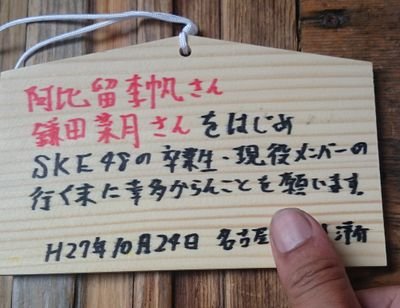 阿比留李帆さん
鎌田菜月さんをはじめ
SKE48の卒業生・現役メンバーの
行く末に幸多からんことを願います。
H27年10月24日 名古屋